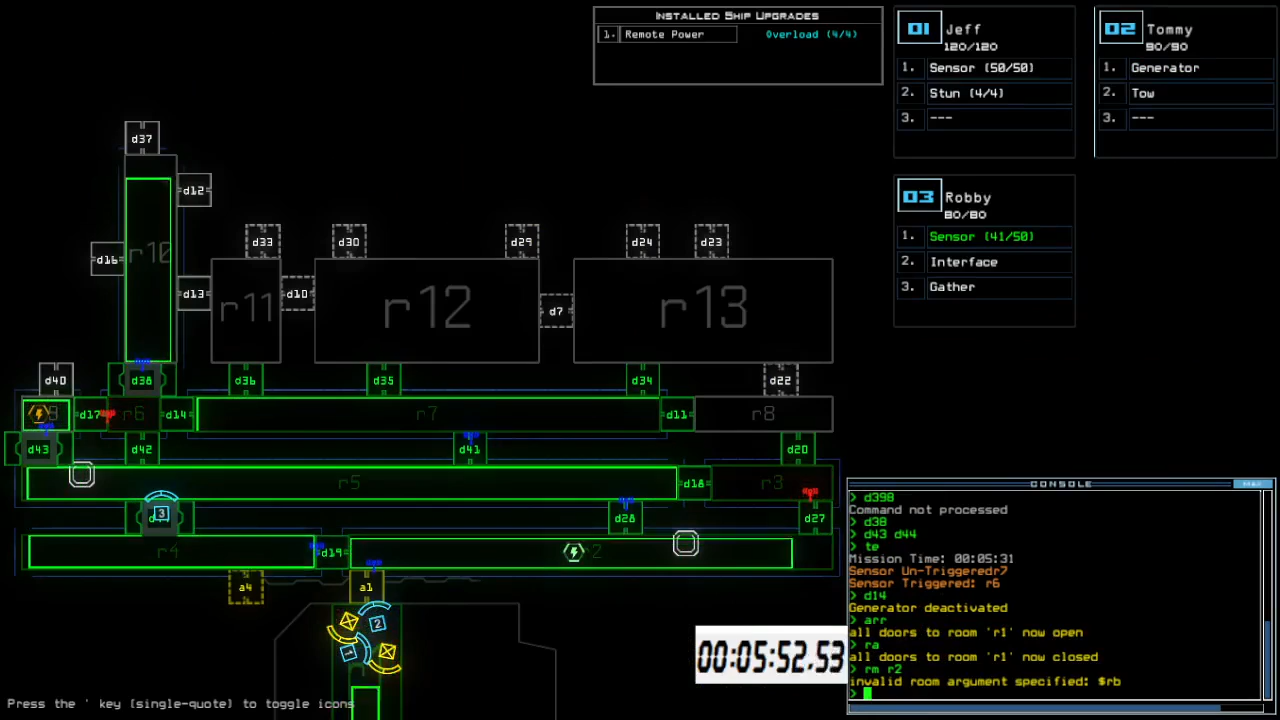 INSTALLED SHIP UPGRADES
1. Remote Power Overload (4/4)
01 Jeff
120/120
1. Sensor (50/50)
2. Stun (4/4)
3. ---
02 Tommy
90/90
1. Generator
2. Tow
3. ---
03 Robby
80/80
1. Sensor (41/50)
2. Interface
3. Gather
d37
d12
d16
r10
d13
d33
d30
d29
d24
d23
r11
d10
r12
d7
r13
d40
d38
d36
d35
d34
d22
d17
r6
d14
r7
d11
r8
d43
d42
d41
d20
r5
d18
r3
3
d28
d27
r4
d19
r2
a4
a1
2
1
00:05:52.53
CONSOLE
> d398
Command not processed
> d38
> d43 d44
> te
Mission Time: 00:05:31
Sensor Un-Triggeredr7
Sensor Triggered: r6
> d14
Generator deactivated
> arr
all doors to room 'r1' now open
> ra
all doors to room 'r1' now closed
> rm r2
invalid room argument specified: $rb
>
Press the ' key (single-quote) to toggle icons